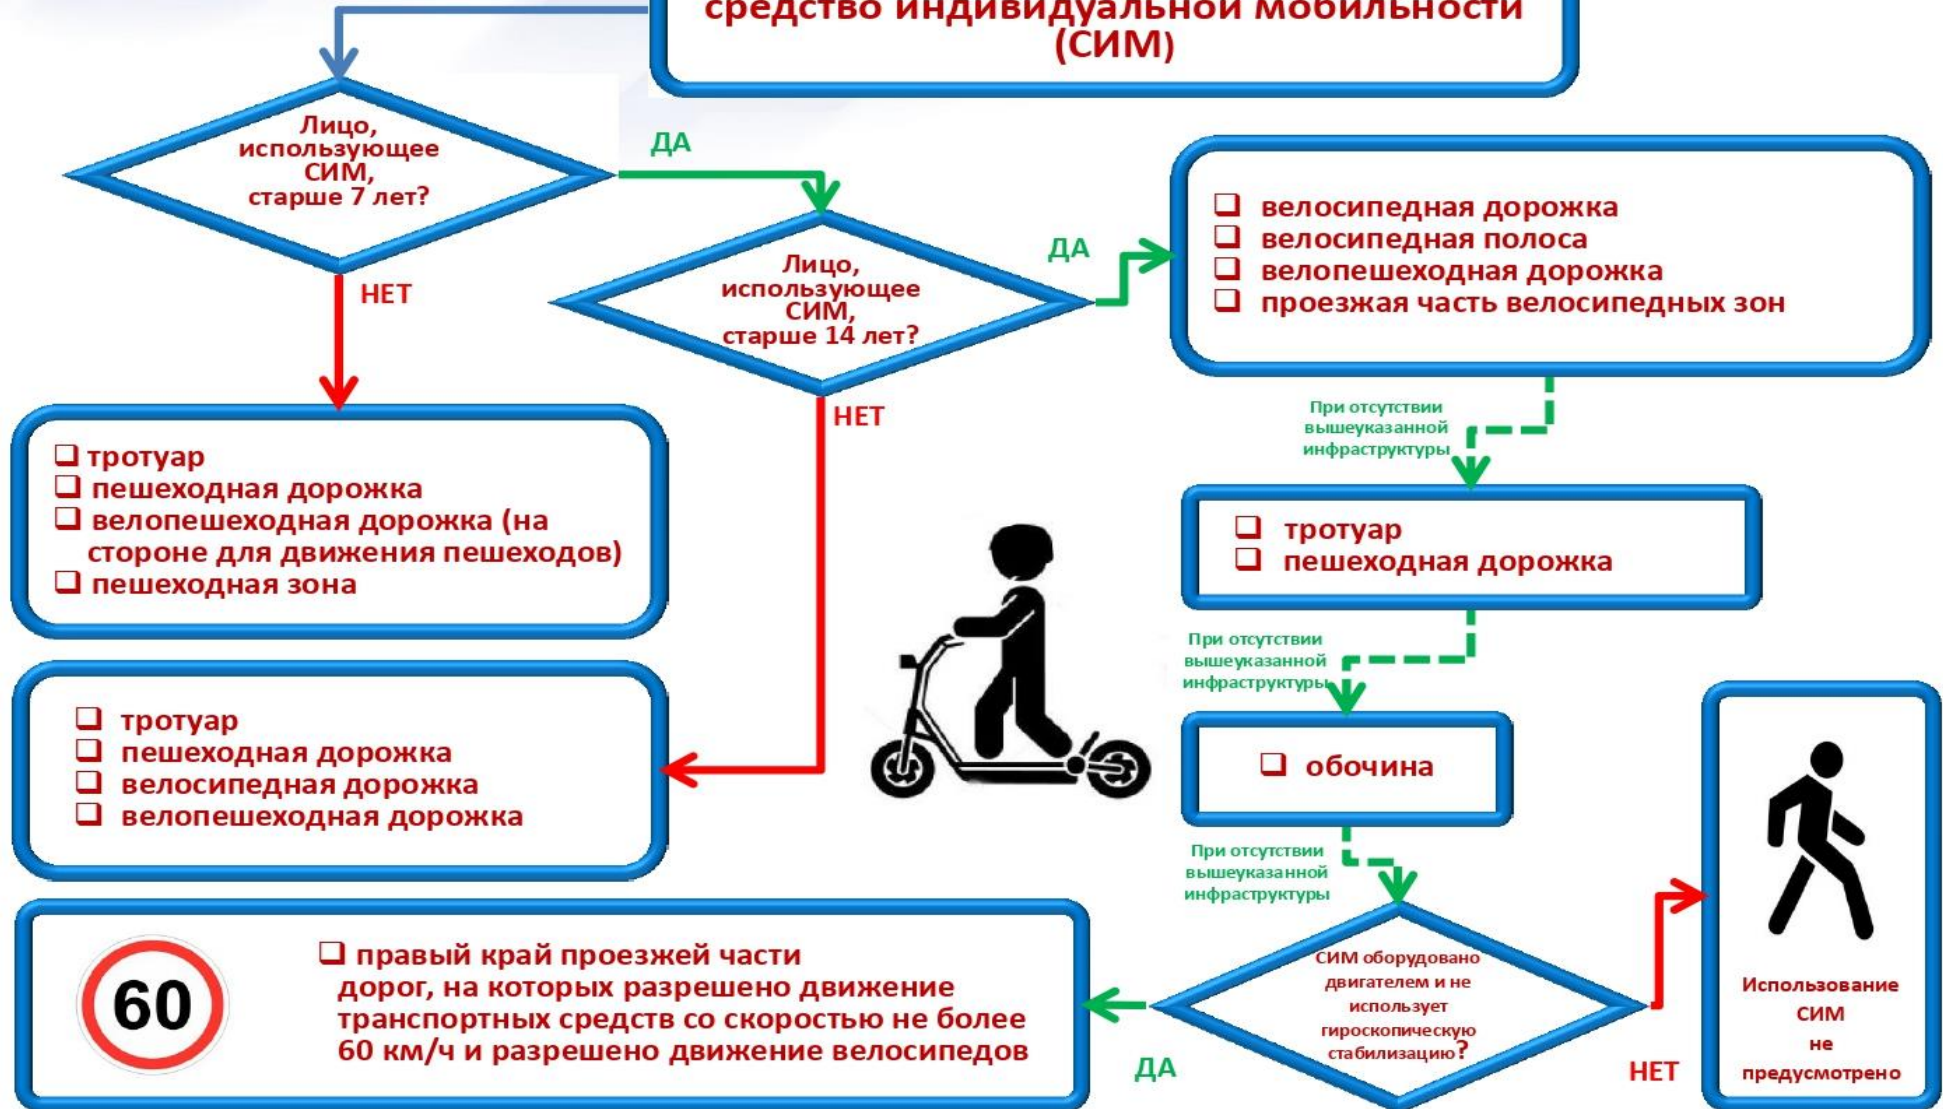 средство индивидуальной мобильности
(СИМ)
Лицо,
использующее
СИМ,
старше 7 лет?
ДА
НЕТ
Лицо,
использующее
СИМ,
старше 14 лет?
ДА
НЕТ
велосипедная дорожка
велосипедная полоса
велопешеходная дорожка
проезжая часть велосипедных зон
При отсутствии
вышеуказанной
инфраструктуры
тротуар
пешеходная дорожка
велопешеходная дорожка (на
стороне для движения пешеходов)
пешеходная зона
тротуар
пешеходная дорожка
При отсутствии
вышеуказанной
инфраструктуры
тротуар
пешеходная дорожка
велосипедная дорожка
велопешеходная дорожка
обочина
При отсутствии
вышеуказанной
инфраструктуры
СИМ оборудовано
двигателем и не
использует
гироскопическую
стабилизацию?
ДА
НЕТ
60
правый край проезжей части
дорог, на которых разрешено движение
транспортных средств со скоростью не более
60 км/ч и разрешено движение велосипедов
Использование
СИМ
не
предусмотрено